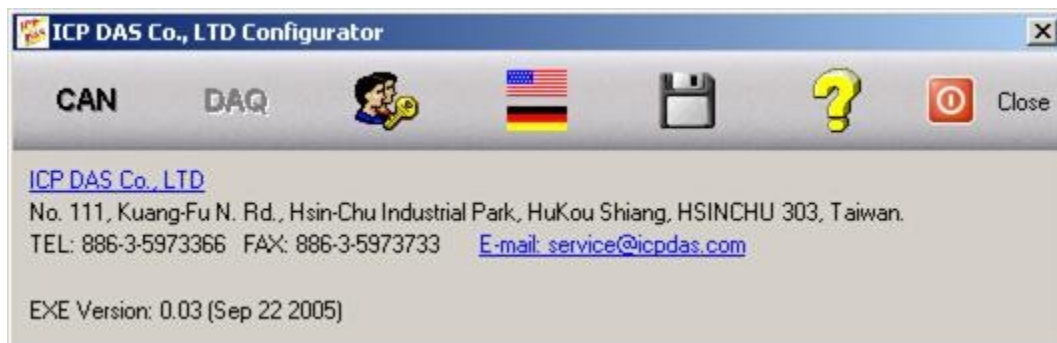 ICP DAS Co., LTD Configurator
CAN DAQ Close
ICP DAS Co., LTD
No. 111, Kuang-Fu N. Rd., Hsin-Chu Industrial Park, HuKou Shiang, HSINCHU 303, Taiwan.
TEL: 886-3-5973366 FAX: 886-3-5973733 E-mail: service@icpdas.com
EXE Version: 0.03 (Sep 22 2005)